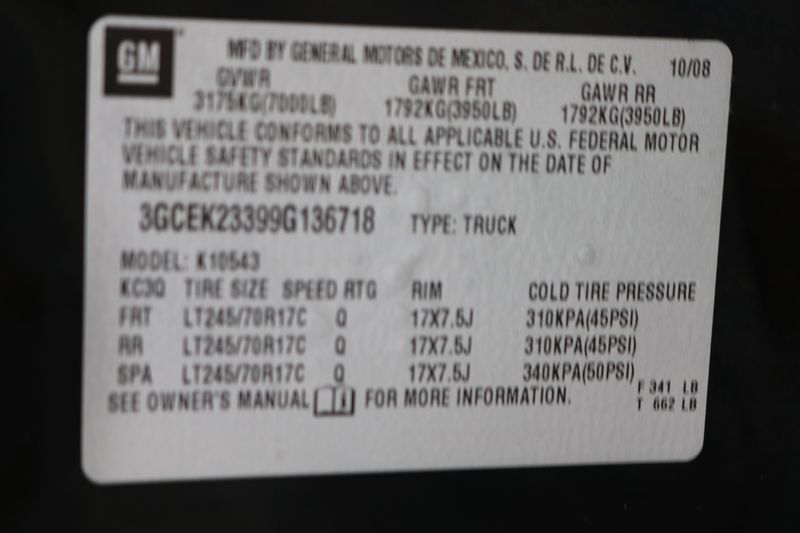 GM
MFD BY GENERAL MOTORS DE MEXICO, S. DE R.L. DE C.V. 10/08
GVWR GAWR FRT GAWR RR
3175KG(7000LB) 1792KG(3950LB) 1792KG(3950LB)
THIS VEHICLE CONFORMS TO ALL APPLICABLE U.S. FEDERAL MOTOR
VEHICLE SAFETY STANDARDS IN EFFECT ON THE DATE OF
MANUFACTURE SHOWN ABOVE.
3GCEK23399G136718 TYPE: TRUCK
MODEL: K10543
KC3Q TIRE SIZE SPEED RTG RIM COLD TIRE PRESSURE
FRT LT245/70R17C Q 17X7.5J 310KPA(45PSI)
RR LT245/70R17C Q 17X7.5J 310KPA(45PSI)
SPA LT245/70R17C Q 17X7.5J 340KPA(50PSI)
SEE OWNER'S MANUAL FOR MORE INFORMATION.
F 341 LB
T 662 LB